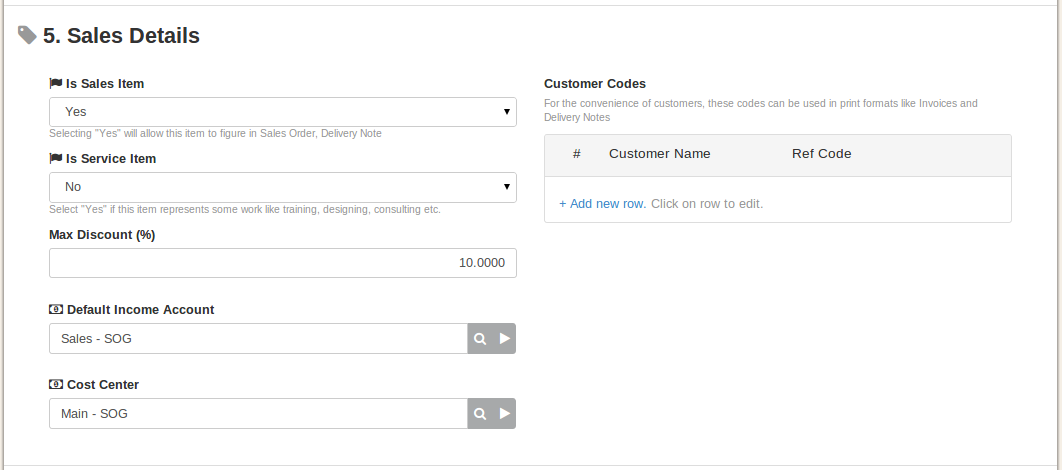 5. Sales Details
Is Sales Item
Yes
Selecting "Yes" will allow this item to figure in Sales Order, Delivery Note
Is Service Item
No
Select "Yes" if this item represents some work like training, designing, consulting etc.
Max Discount (%)
10.0000
Default Income Account
Sales - SOG
Cost Center
Main - SOG
Customer Codes
For the convenience of customers, these codes can be used in print formats like Invoices and
Delivery Notes
# Customer Name Ref Code
+ Add new row. Click on row to edit.